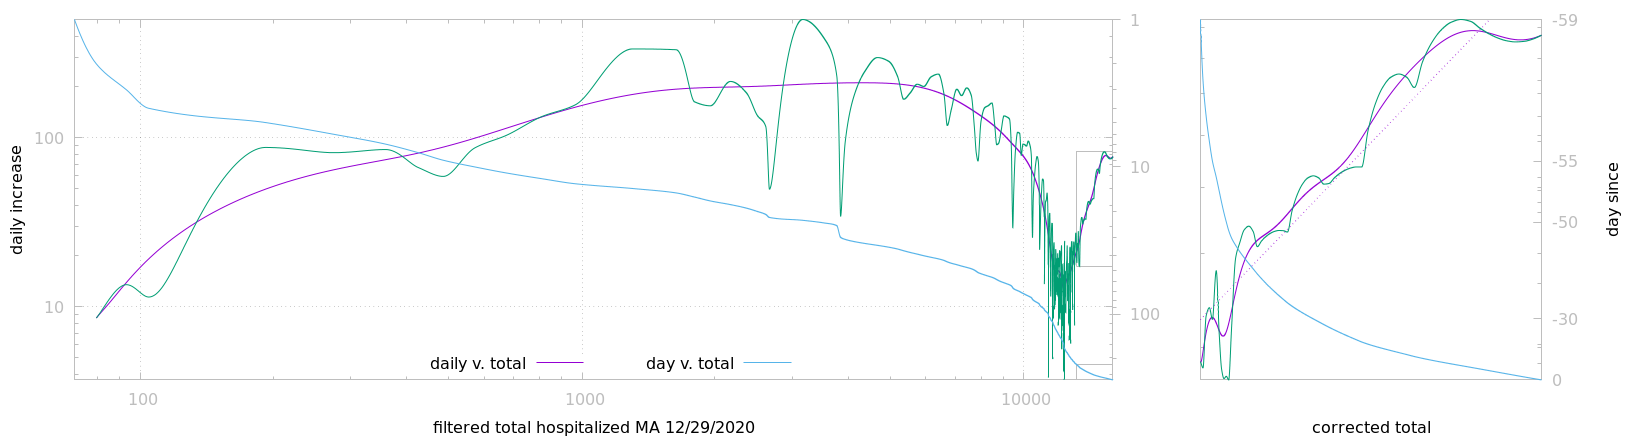 daily increase
100
10
daily v. total
day v. total
100
1000
10000
filtered total hospitalized MA 12/29/2020
1
10
100
corrected total
-59
-55
-50
-30
0
day since